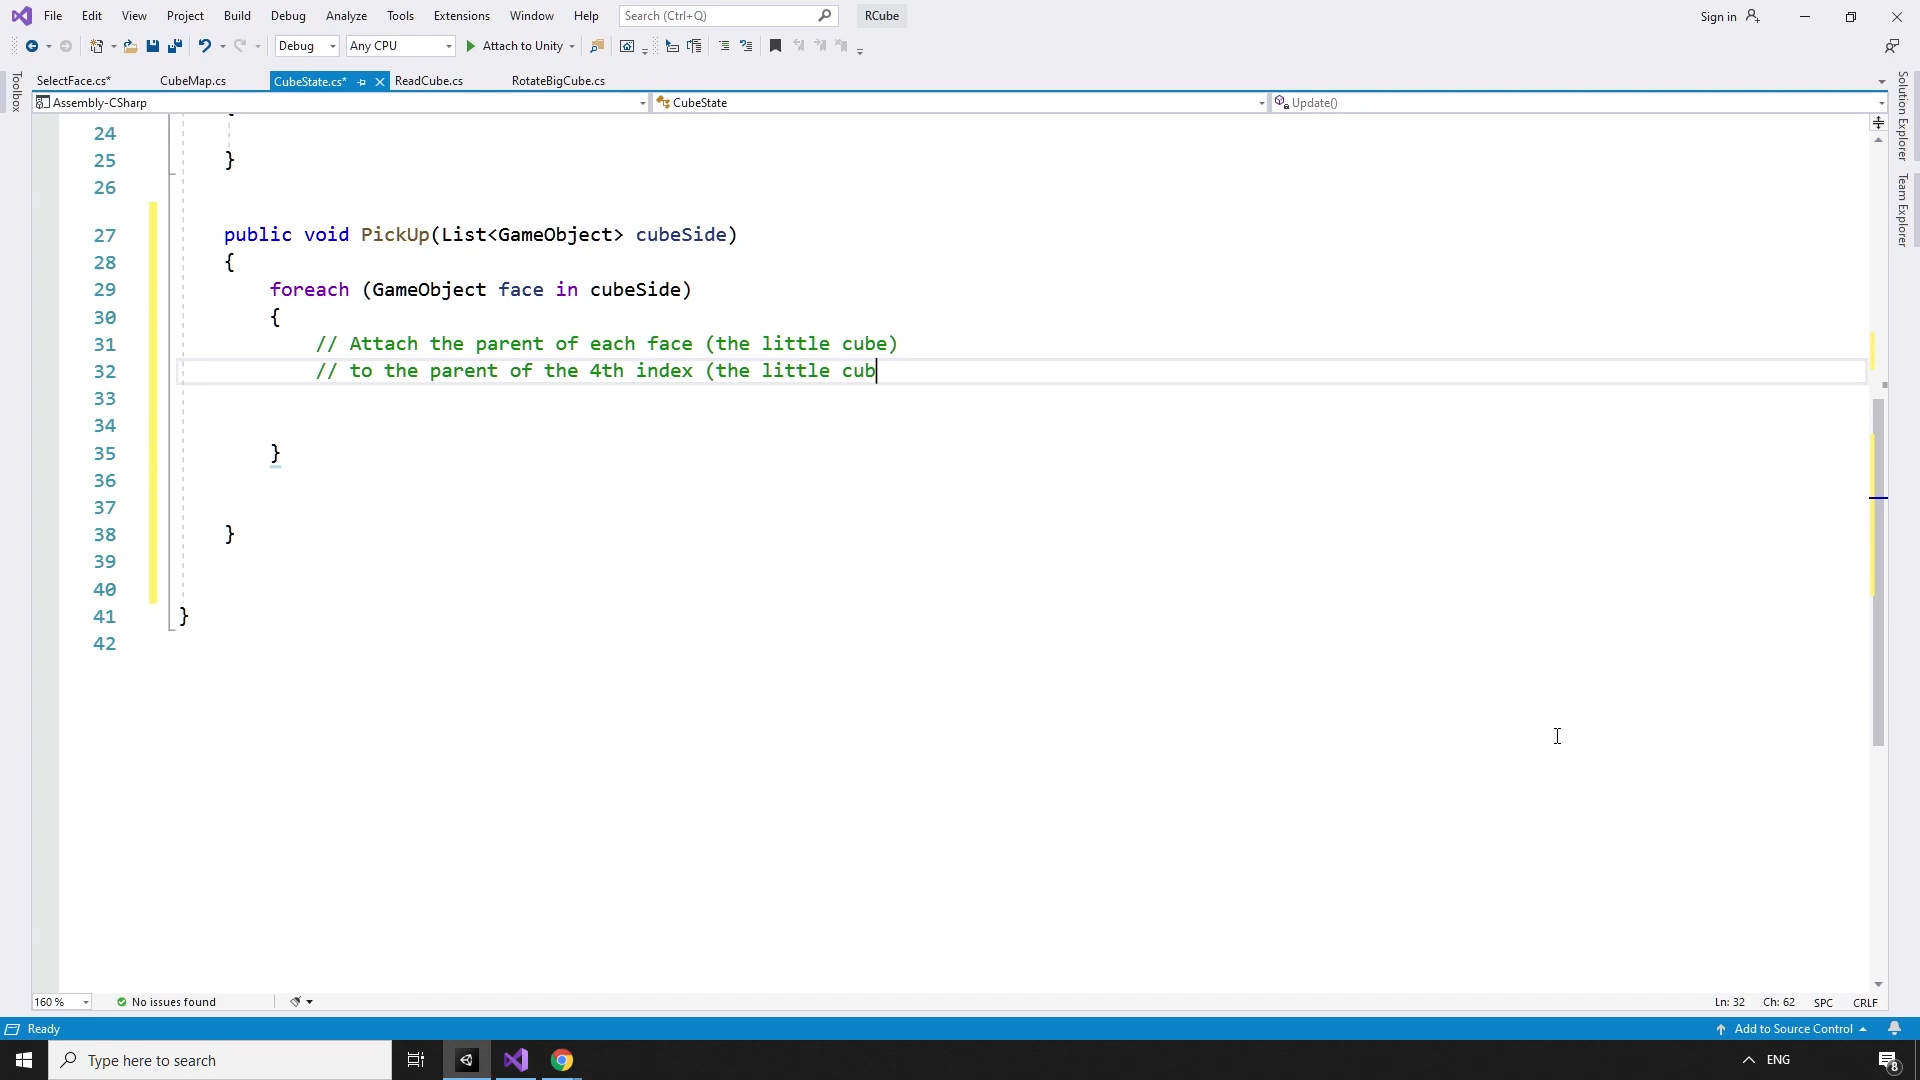 File Edit View Project Build Debug Analyze Tools Extensions Window Help Search (Ctrl+Q) RCube Sign in
Debug Any CPU Attach to Unity
Toolbox
SelectFace.cs* CubeMap.cs CubeState.cs* ReadCube.cs RotateBigCube.cs
Assembly-CSharp CubeState Update()
Solution Explorer
Team Explorer
24
25 }
26
27 public void PickUp(List<GameObject> cubeSide)
28 {
29 foreach (GameObject face in cubeSide)
30 {
31 // Attach the parent of each face (the little cube)
32 // to the parent of the 4th index (the little cub
33
34
35 }
36
37
38 }
39
40
41 }
42
160 % No issues found Ln: 32 Ch: 62 SPC CRLF
Ready Add to Source Control
Type here to search ENG 8